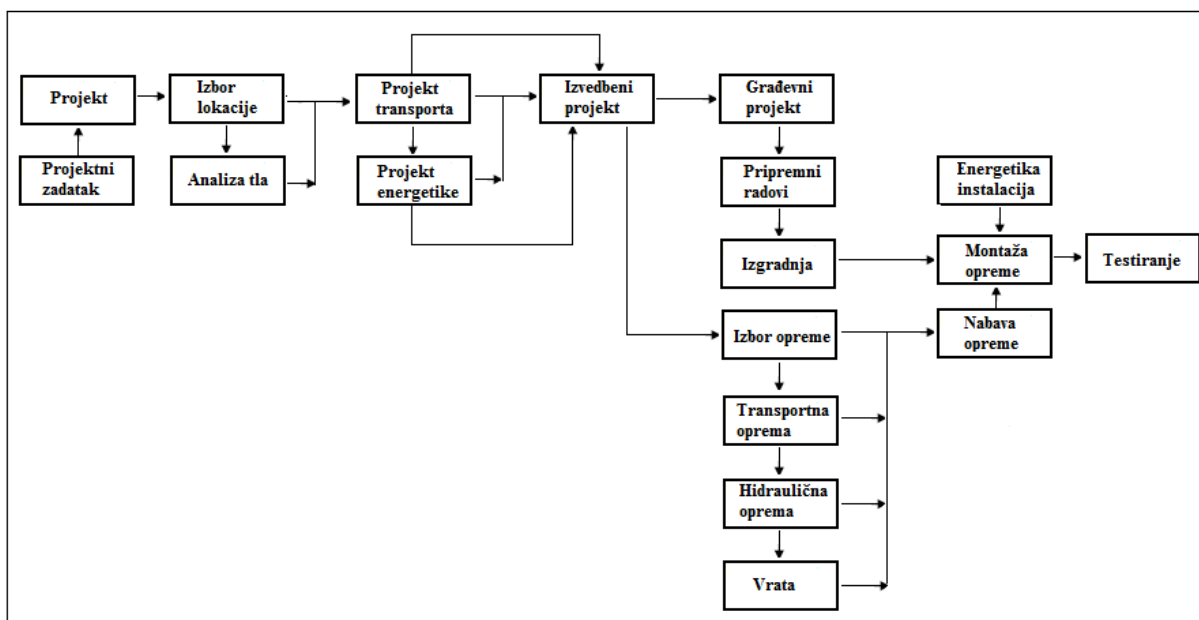 Projekt
Izbor
lokacije
Projekt
transporta
Izvedbeni
projekt
Građevni
projekt
Projektni
zadatak
Analiza tla
Projekt
energetike
Pripremni
radovi
Energetika
instalacija
Izgradnja
Montaža
opreme
Testiranje
Izbor opreme
Nabava
opreme
Transportna
oprema
Hidraulična
oprema
Vrata